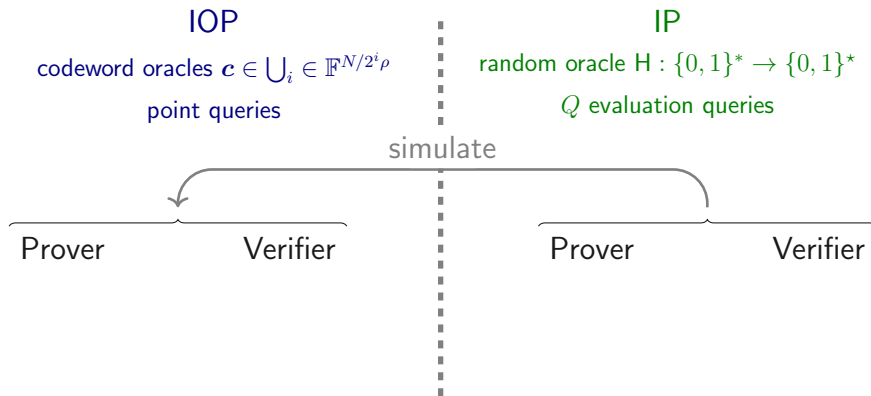 IOP
codeword oracles c ∈ ⋃ᵢ ∈ 𝔽^{N/2^i ρ}
point queries
IP
random oracle H : {0, 1}* → {0, 1}⋆
Q evaluation queries
simulate
Prover Verifier
Prover Verifier